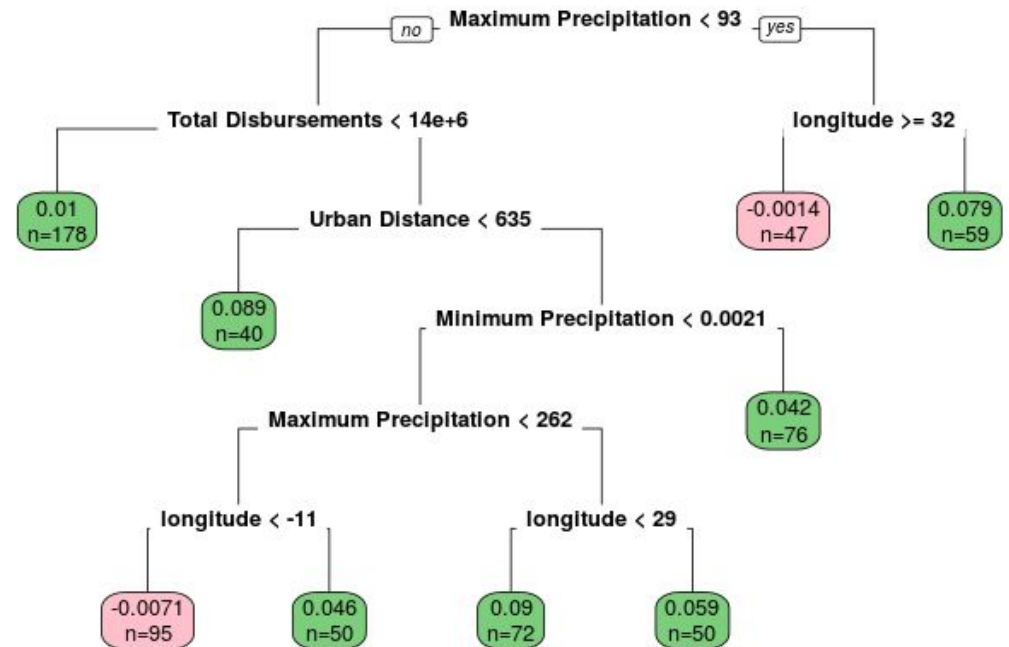 Maximum Precipitation < 93
no
yes
Total Disbursements < 14e+6
longitude >= 32
0.01
n=178
Urban Distance < 635
-0.0014
n=47
0.079
n=59
0.089
n=40
Minimum Precipitation < 0.0021
Maximum Precipitation < 262
0.042
n=76
longitude < -11
longitude < 29
-0.0071
n=95
0.046
n=50
0.09
n=72
0.059
n=50